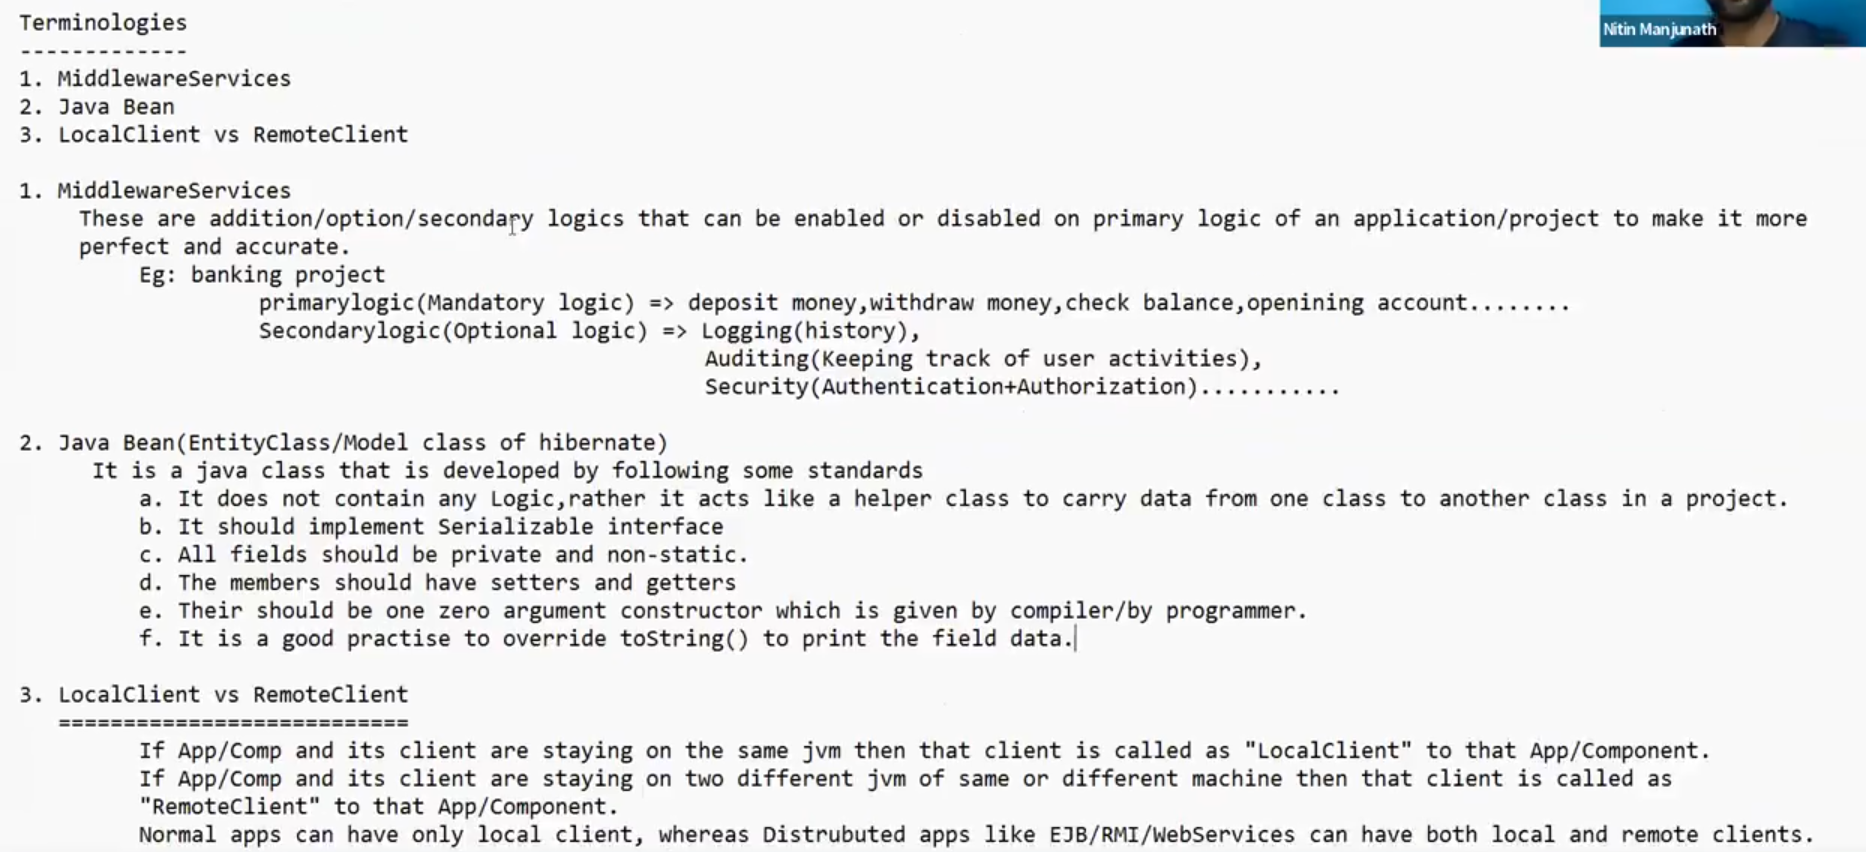 Terminologies
-------------
1. MiddlewareServices
2. Java Bean
3. LocalClient vs RemoteClient
Nitin Manjunath
1. MiddlewareServices
These are addition/option/secondary logics that can be enabled or disabled on primary logic of an application/project to make it more
perfect and accurate.
Eg: banking project
primarylogic(Mandatory logic) => deposit money,withdraw money,check balance,openining account........
Secondarylogic(Optional logic) => Logging(history),
Auditing(Keeping track of user activities),
Security(Authentication+Authorization)...........
2. Java Bean(EntityClass/Model class of hibernate)
It is a java class that is developed by following some standards
a. It does not contain any Logic,rather it acts like a helper class to carry data from one class to another class in a project.
b. It should implement Serializable interface
c. All fields should be private and non-static.
d. The members should have setters and getters
e. Their should be one zero argument constructor which is given by compiler/by programmer.
f. It is a good practise to override toString() to print the field data.
3. LocalClient vs RemoteClient
===========================
If App/Comp and its client are staying on the same jvm then that client is called as "LocalClient" to that App/Component.
If App/Comp and its client are staying on two different jvm of same or different machine then that client is called as
"RemoteClient" to that App/Component.
Normal apps can have only local client, whereas Distrubuted apps like EJB/RMI/WebServices can have both local and remote clients.